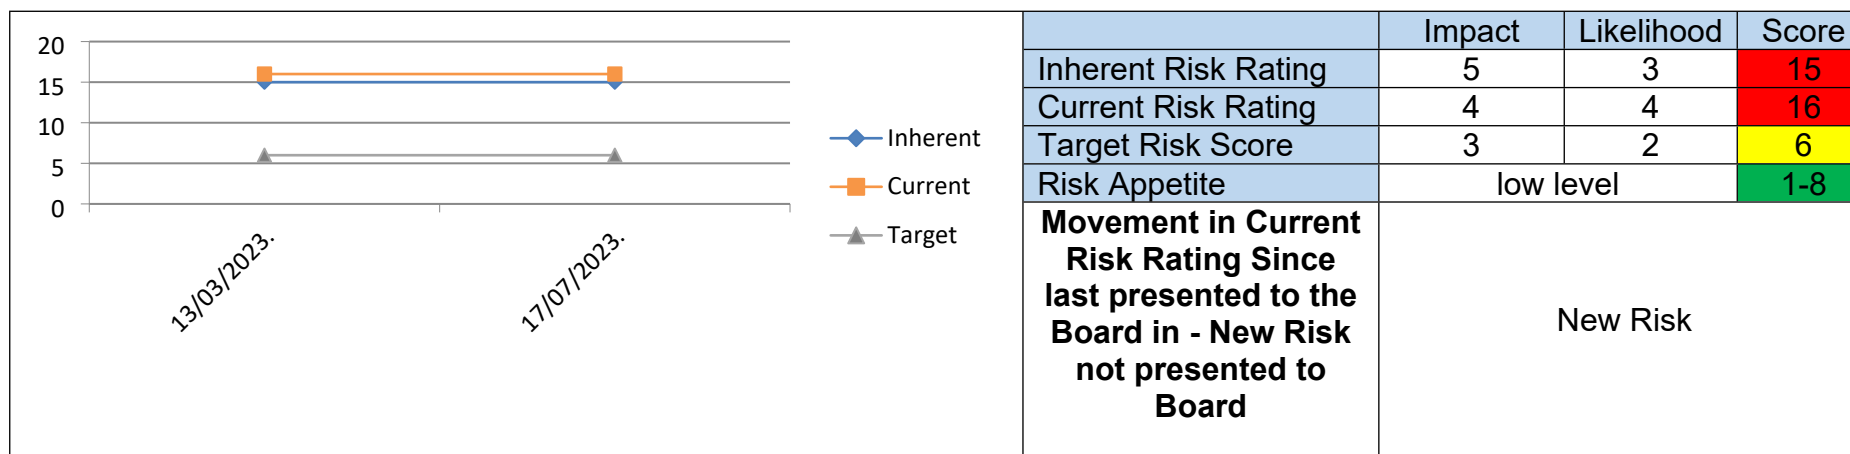 20
15
10
5
0
13/03/2023.
17/07/2023.
Inherent
Current
Target
Impact Likelihood Score
Inherent Risk Rating 5 3 15
Current Risk Rating 4 4 16
Target Risk Score 3 2 6
Risk Appetite low level 1-8
Movement in Current
Risk Rating Since
last presented to the
Board in - New Risk
not presented to
Board
New Risk